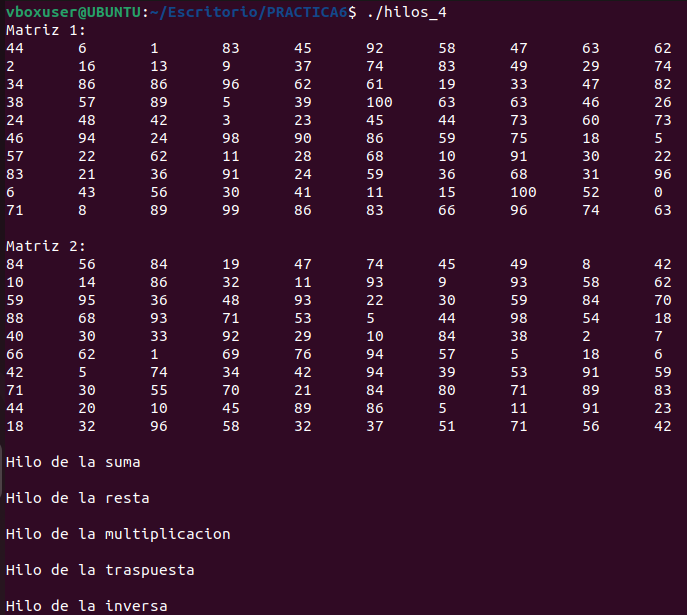 vboxuser@UBUNTU:~/Escritorio/PRACTICA6$ ./hilos_4
Matriz 1:
44 6 1 83 45 92 58 47 63 62
2 16 13 9 37 74 83 49 29 74
34 86 86 96 62 61 19 33 47 82
38 57 89 5 39 100 63 63 46 26
24 48 42 3 23 45 44 73 60 73
46 94 24 98 90 86 59 75 18 5
57 22 62 11 28 68 10 91 30 22
83 21 36 91 24 59 36 68 31 96
6 43 56 30 41 11 15 100 52 0
71 8 89 99 86 83 66 96 74 63
Matriz 2:
84 56 84 19 47 74 45 49 8 42
10 14 86 32 11 93 9 93 58 62
59 95 36 48 93 22 30 59 84 70
88 68 93 71 53 5 44 98 54 18
40 30 33 92 29 10 84 38 2 7
66 62 1 69 76 94 57 5 18 6
42 5 74 34 42 94 39 53 91 59
71 30 55 70 21 84 80 71 89 83
44 20 10 45 89 86 5 11 91 23
18 32 96 58 32 37 51 71 56 42
Hilo de la suma
Hilo de la resta
Hilo de la multiplicacion
Hilo de la traspuesta
Hilo de la inversa